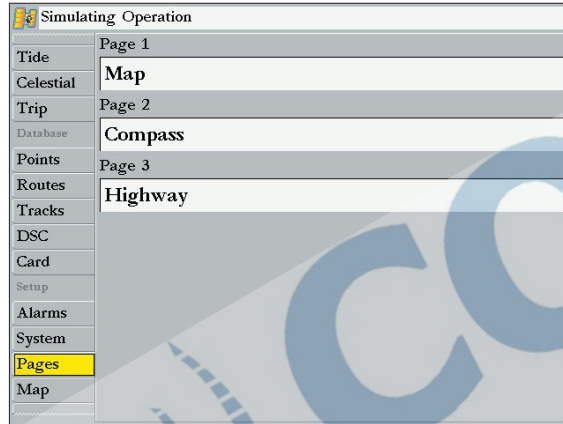 Simulating Operation
Tide
Celestial
Trip
Database
Points
Routes
Tracks
DSC
Card
Setup
Alarms
System
Pages
Map
Page 1
Map
Page 2
Compass
Page 3
Highway
CO